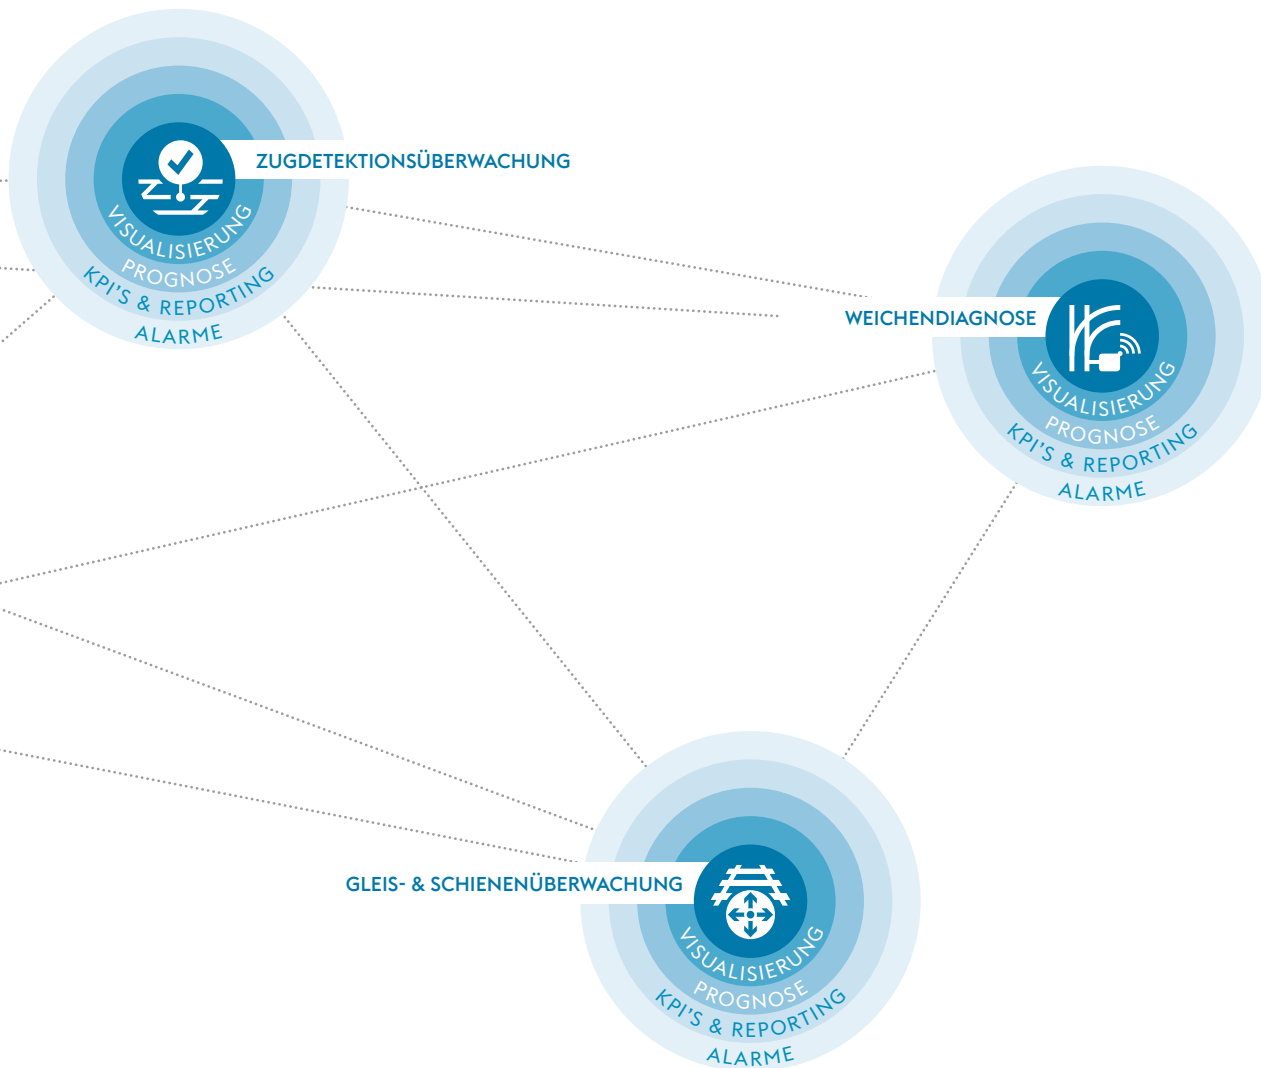 ZUGDETEKTIONSÜBERWACHUNG
VISUALISIERUNG
PROGNOSE
KPI'S & REPORTING
ALARME
WEICHENDIAGNOSE
VISUALISIERUNG
PROGNOSE
KPI'S & REPORTING
ALARME
GLEIS- & SCHIENENÜBERWACHUNG
VISUALISIERUNG
PROGNOSE
KPI'S & REPORTING
ALARME